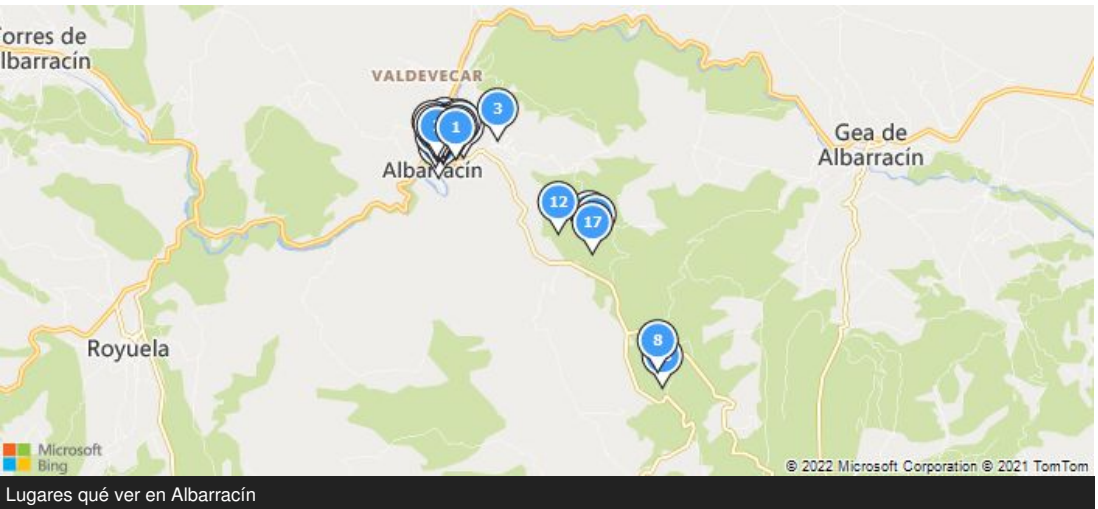 Torres de
Albarracín
VALDEVECAR
3
1
Albarracín
Gea de
Albarracín
12
17
8
Royuela
Microsoft
Bing
© 2022 Microsoft Corporation © 2021 TomTom
Lugares qué ver en Albarracín